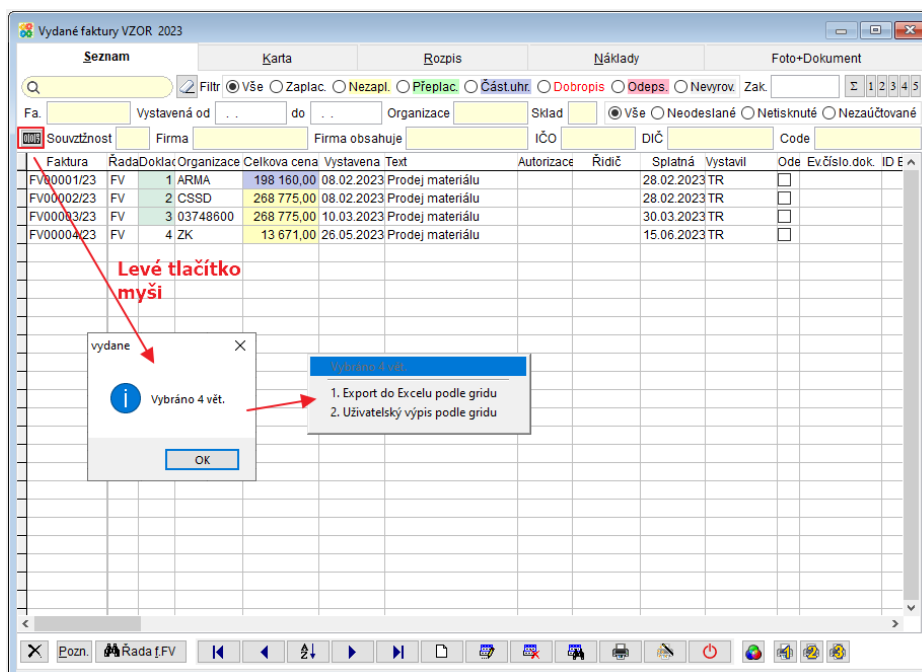 Vydané faktury VZOR 2023
Seznam Karta Rozpis Náklady Foto+Dokument
Filtr Vše Zaplac. Nezapl. Přeplac. Část.uhr. Dobropis Odeps. Nevyrov. Zak. Σ 1 2 3 4 5
Fa. Vystavená od . . do . . Organizace Sklad Vše Neodeslané Netisknuté Nezaúčtované
Souvztžnost Firma Firma obsahuje IČO DIČ Code
Faktura Řada Doklac Organizace Celkova cena Vystavena Text Autorizace Řidič Splatná Vystavil Ode Ev.číslo.dok. ID E
FV00001/23 FV 1 ARMA 198 160,00 08.02.2023 Prodej materiálu 28.02.2023 TR
FV00002/23 FV 2 CSSD 268 775,00 08.02.2023 Prodej materiálu 28.02.2023 TR
FV00003/23 FV 3 03748600 268 775,00 10.03.2023 Prodej materiálu 30.03.2023 TR
FV00004/23 FV 4 ZK 13 671,00 26.05.2023 Prodej materiálu 15.06.2023 TR
Levé tlačítko
myši
vydane
Vybráno 4 vět.
OK
Vybráno 4 vět.
1. Export do Excelu podle gridu
2. Uživatelský výpis podle gridu
Pozn. Řada f.FV 1 2 3